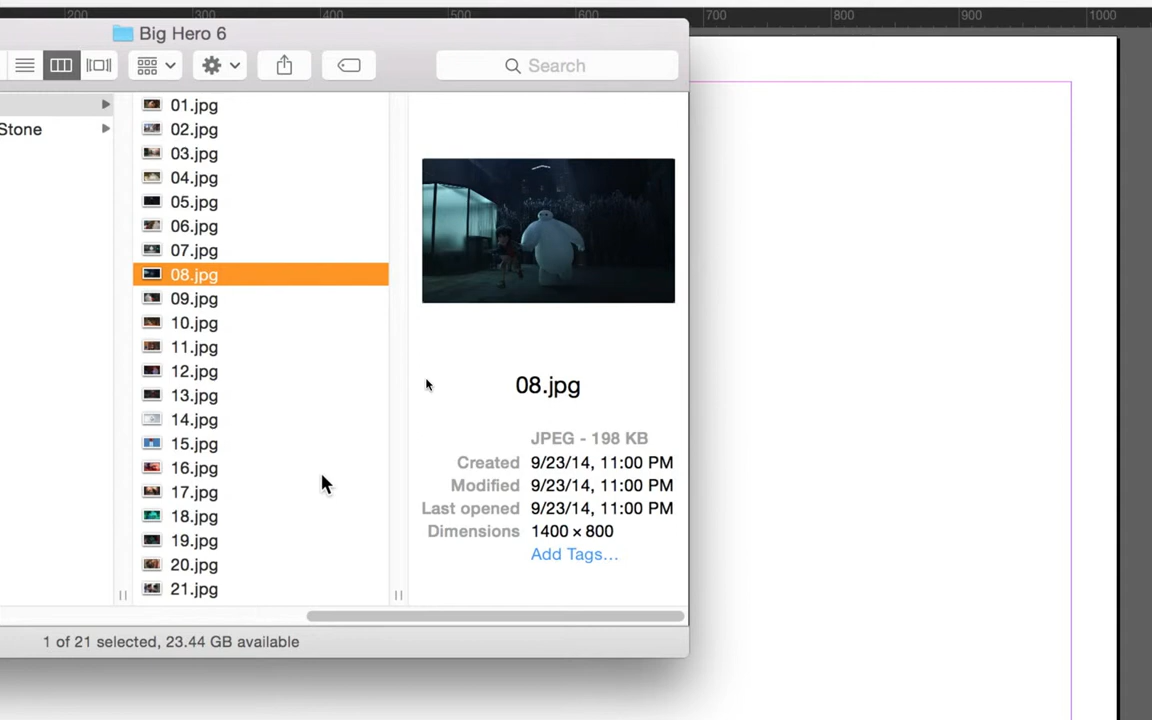 200 300 400 500 600 700 800 900 1000
Big Hero 6
Search
Stone
01.jpg
02.jpg
03.jpg
04.jpg
05.jpg
06.jpg
07.jpg
08.jpg
09.jpg
10.jpg
11.jpg
12.jpg
13.jpg
14.jpg
15.jpg
16.jpg
17.jpg
18.jpg
19.jpg
20.jpg
21.jpg
08.jpg
JPEG - 198 KB
Created 9/23/14, 11:00 PM
Modified 9/23/14, 11:00 PM
Last opened 9/23/14, 11:00 PM
Dimensions 1400 × 800
Add Tags…
1 of 21 selected, 23.44 GB available